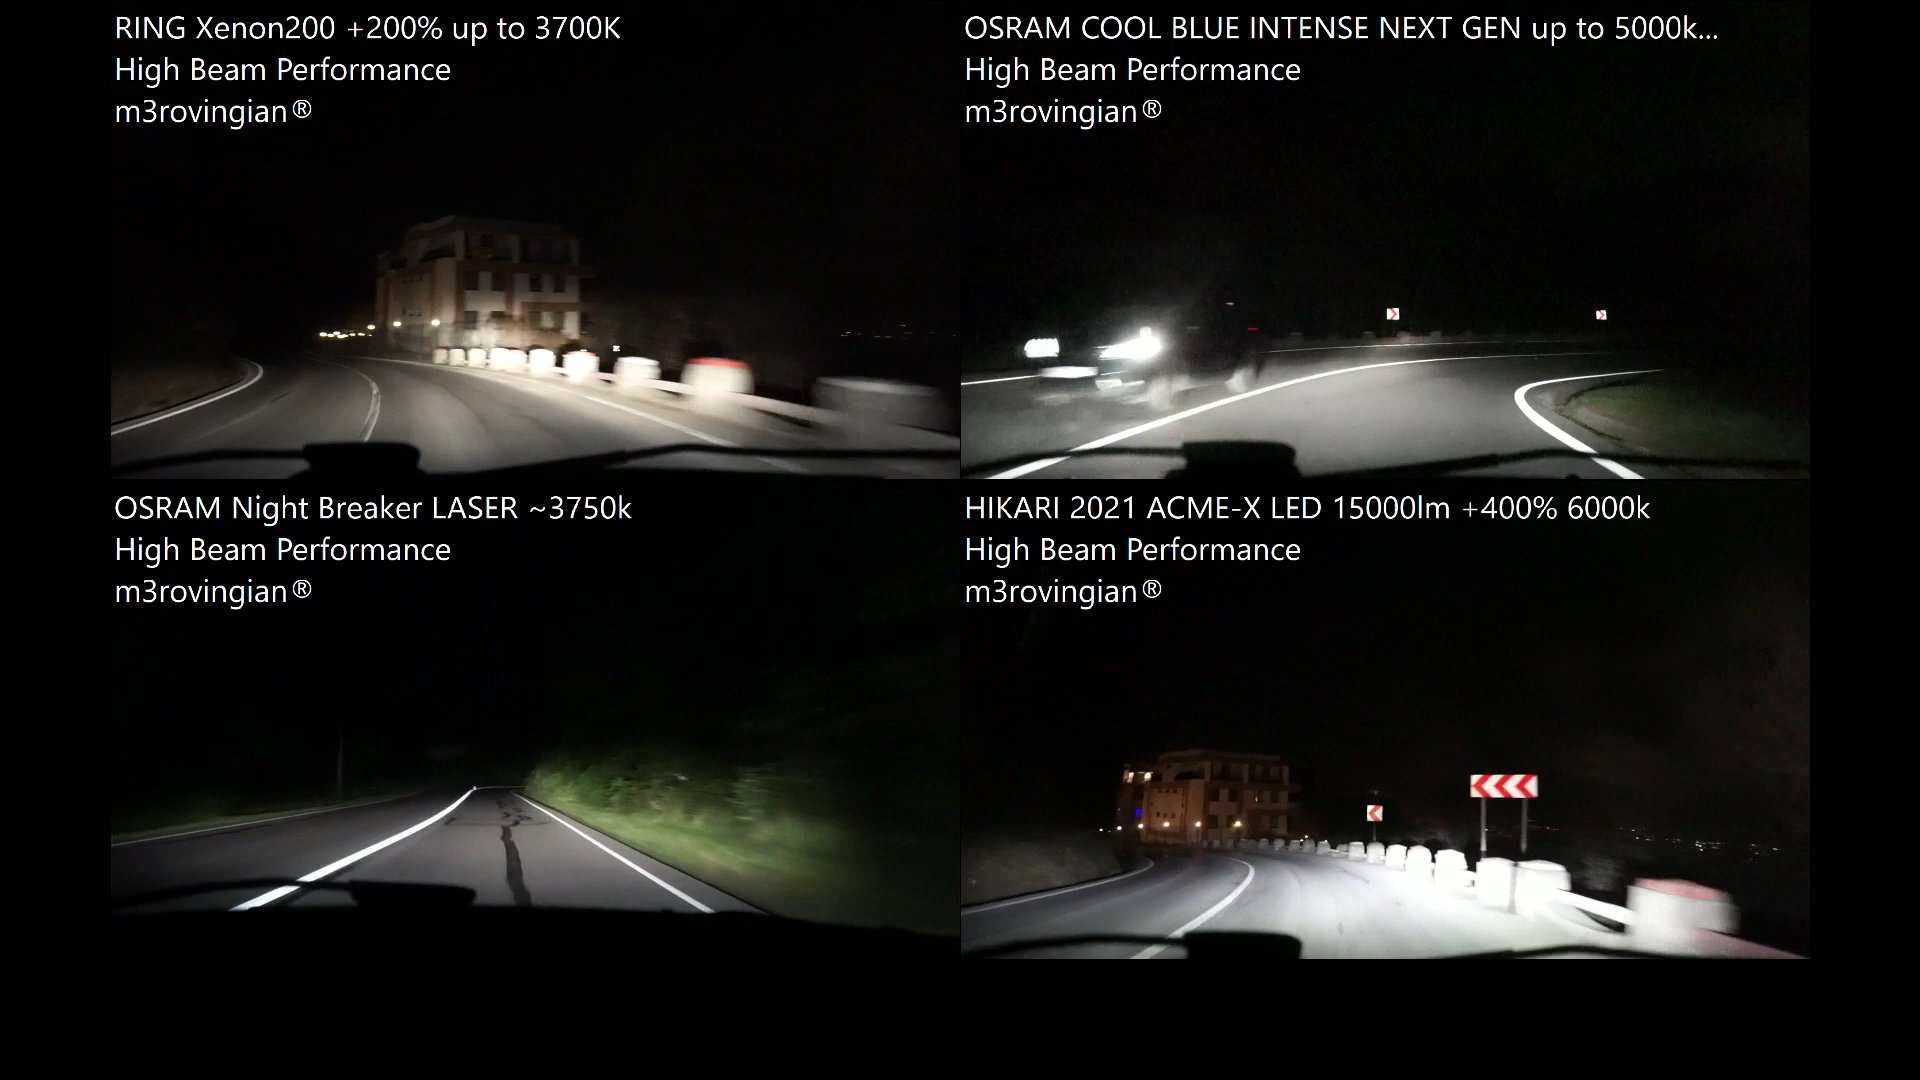 RING Xenon200 +200% up to 3700K
High Beam Performance
m3rovingian®
OSRAM COOL BLUE INTENSE NEXT GEN up to 5000k...
High Beam Performance
m3rovingian®
OSRAM Night Breaker LASER ~3750k
High Beam Performance
m3rovingian®
HIKARI 2021 ACME-X LED 15000lm +400% 6000k
High Beam Performance
m3rovingian®